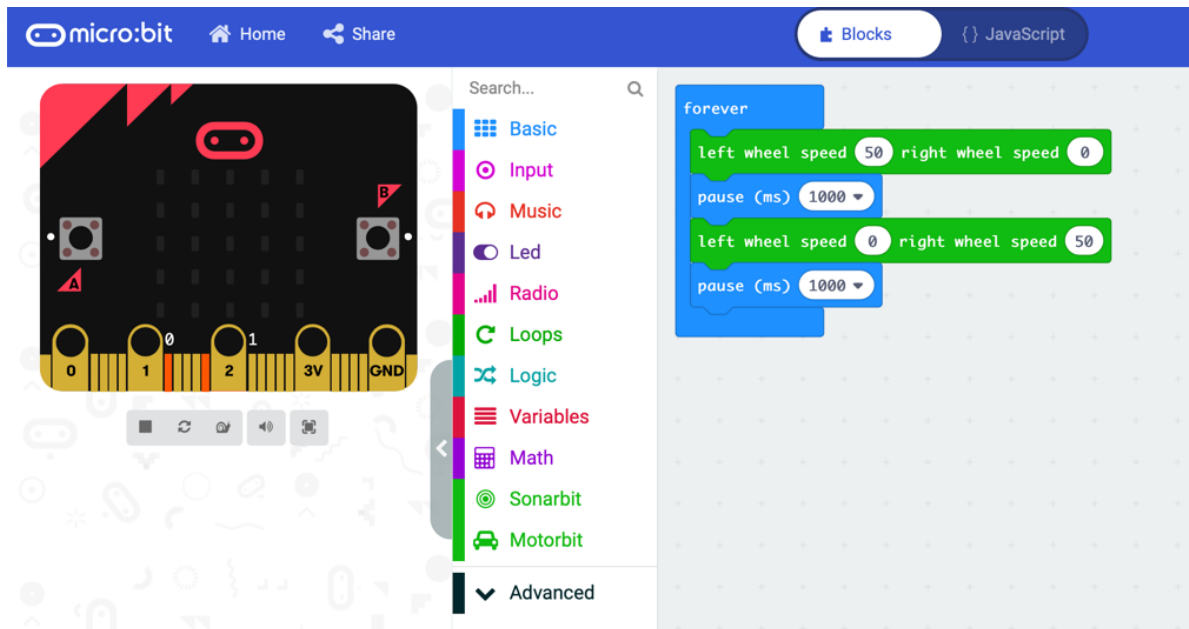 micro:bit Home Share Blocks { } JavaScript
B
A
0 1
0 1 2 3V GND
Search...
Basic
Input
Music
Led
Radio
Loops
Logic
Variables
Math
Sonarbit
Motorbit
Advanced
forever
left wheel speed 50 right wheel speed 0
pause (ms) 1000
left wheel speed 0 right wheel speed 50
pause (ms) 1000